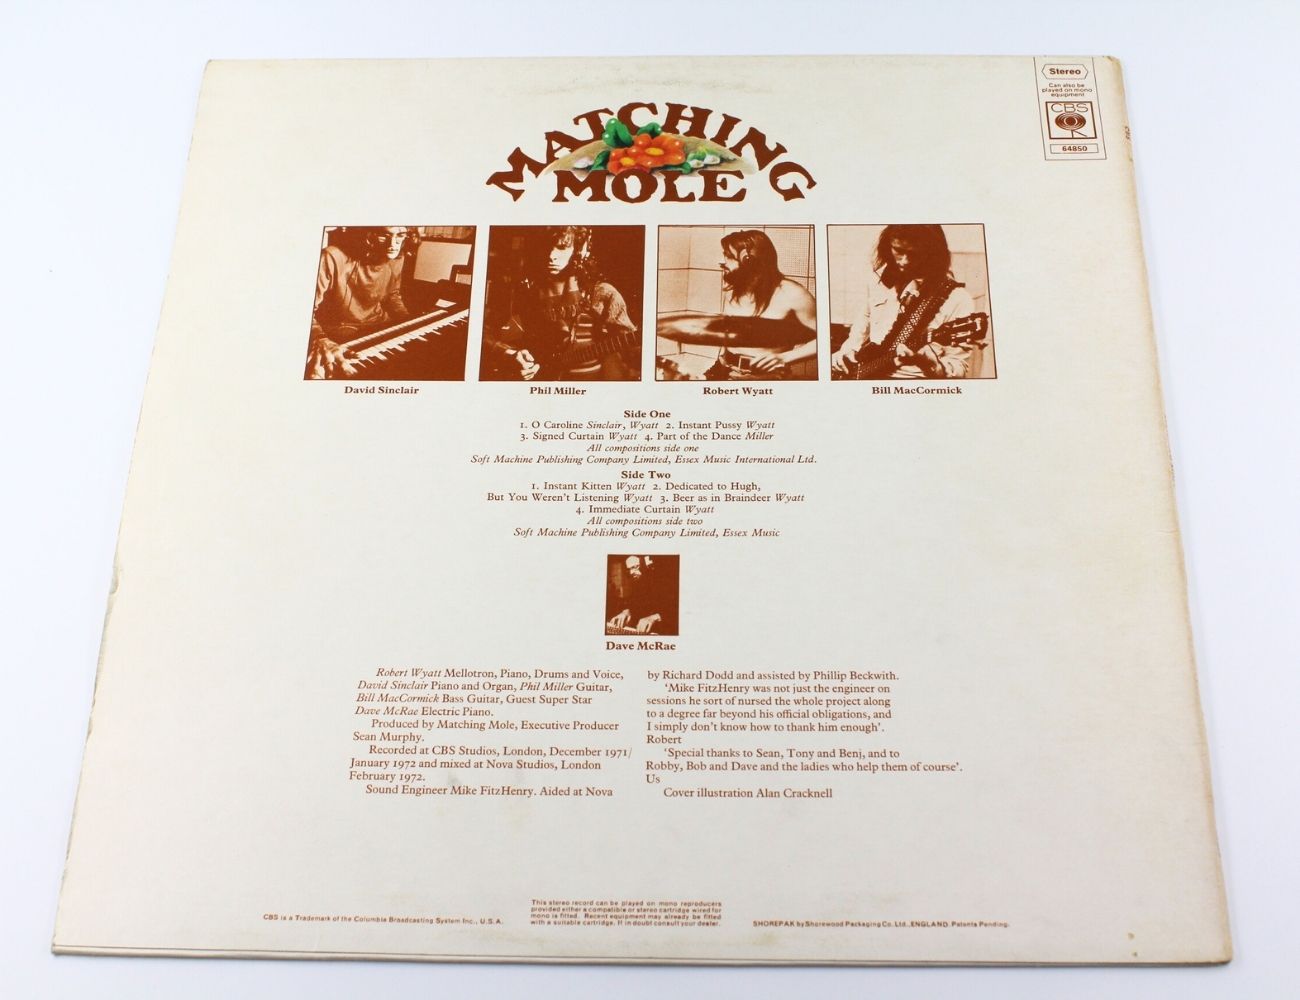 Stereo
Can also be
played on mono
equipment
CBS
64850
MATCHING
MOLE
David Sinclair
Phil Miller
Robert Wyatt
Bill MacCormick
Side One
1. O Caroline Sinclair, Wyatt 2. Instant Pussy Wyatt
3. Signed Curtain Wyatt 4. Part of the Dance Miller
All compositions side one
Soft Machine Publishing Company Limited, Essex Music International Ltd.
Side Two
1. Instant Kitten Wyatt 2. Dedicated to Hugh,
But You Weren't Listening Wyatt 3. Beer as in Braindeer Wyatt
4. Immediate Curtain Wyatt
All compositions side two
Soft Machine Publishing Company Limited, Essex Music
Dave McRae
Robert Wyatt Mellotron, Piano, Drums and Voice,
David Sinclair Piano and Organ, Phil Miller Guitar,
Bill MacCormick Bass Guitar, Guest Super Star
Dave McRae Electric Piano.
Produced by Matching Mole, Executive Producer
Sean Murphy.
Recorded at CBS Studios, London, December 1971/
January 1972 and mixed at Nova Studios, London
February 1972.
Sound Engineer Mike FitzHenry. Aided at Nova
by Richard Dodd and assisted by Phillip Beckwith.
'Mike FitzHenry was not just the engineer on
sessions he sort of nursed the whole project along
to a degree far beyond his official obligations, and
I simply don't know how to thank him enough'.
Robert
'Special thanks to Sean, Tony and Benj, and to
Robby, Bob and Dave and the ladies who help them of course'.
Us
Cover illustration Alan Cracknell
CBS is a Trademark of the Columbia Broadcasting System Inc., U.S.A.
This stereo record can be played on mono reproducers
provided either a compatible or stereo cartridge wired for
mono is fitted. Recent equipment may already be fitted
with a suitable cartridge. If in doubt consult your dealer.
SHOREPAK by Shorewood Packaging Co. Ltd., ENGLAND. Patents Pending.